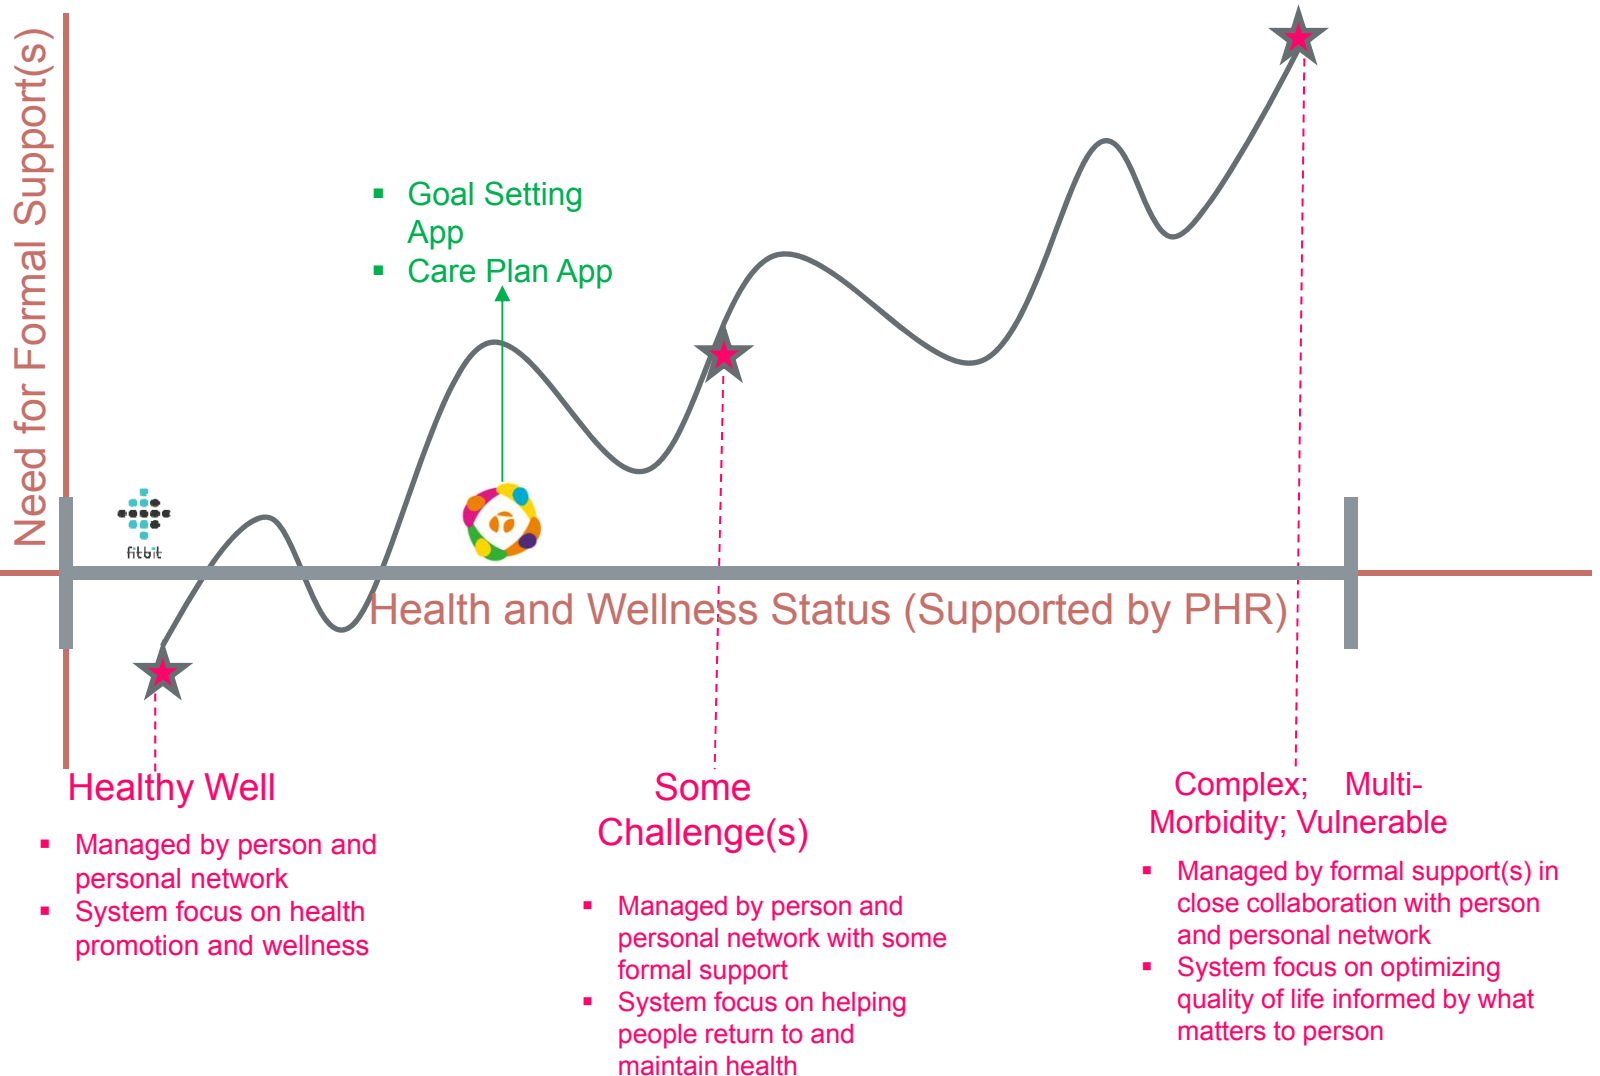 Need for Formal Support(s)
▪ Goal Setting
App
▪ Care Plan App
fitbit
Health and Wellness Status (Supported by PHR)
Healthy Well
▪ Managed by person and
personal network
▪ System focus on health
promotion and wellness
Some
Challenge(s)
▪ Managed by person and
personal network with some
formal support
▪ System focus on helping
people return to and
maintain health
Complex; Multi-
Morbidity; Vulnerable
▪ Managed by formal support(s) in
close collaboration with person
and personal network
▪ System focus on optimizing
quality of life informed by what
matters to person